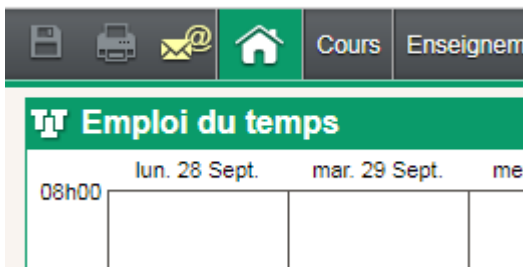 Cours Enseignem
Emploi du temps
lun. 28 Sept. mar. 29 Sept. me
08h00